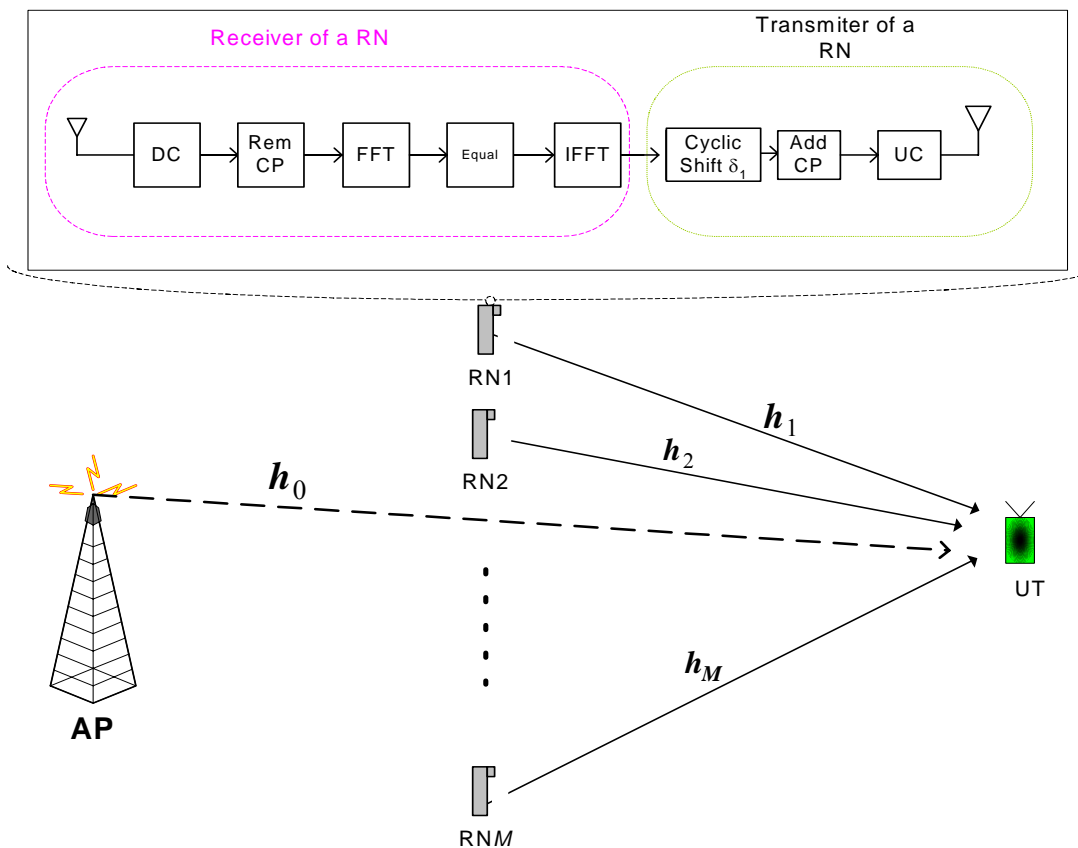 Receiver of a RN
Transmiter of a
RN
DC
Rem
CP
FFT
Equal
IFFT
Cyclic
Shift δ1
Add
CP
UC
RN1
h1
RN2
h2
h0
UT
hM
AP
RNM